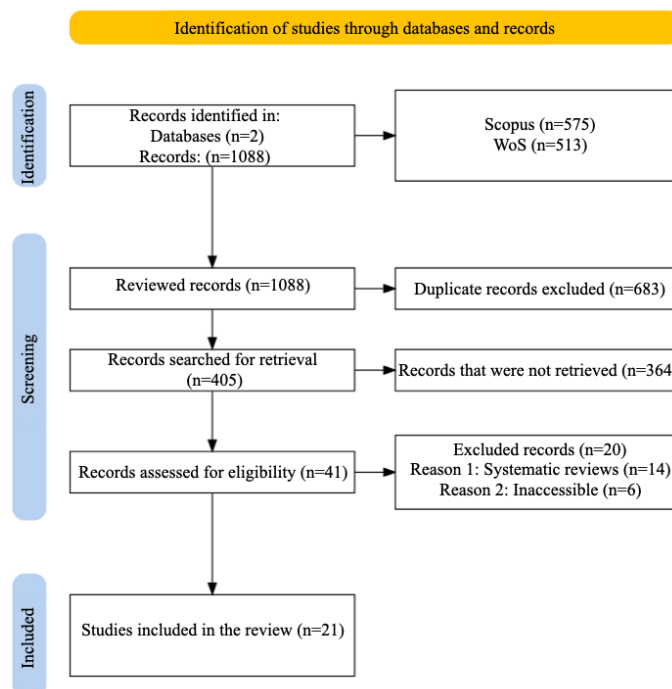 Identification of studies through databases and records
Identification
Records identified in:
Databases (n=2)
Records: (n=1088)
Scopus (n=575)
WoS (n=513)
Screening
Reviewed records (n=1088)
Duplicate records excluded (n=683)
Records searched for retrieval
(n=405)
Records that were not retrieved (n=364
Records assessed for eligibility (n=41)
Excluded records (n=20)
Reason 1: Systematic reviews (n=14)
Reason 2: Inaccessible (n=6)
Included
Studies included in the review (n=21)